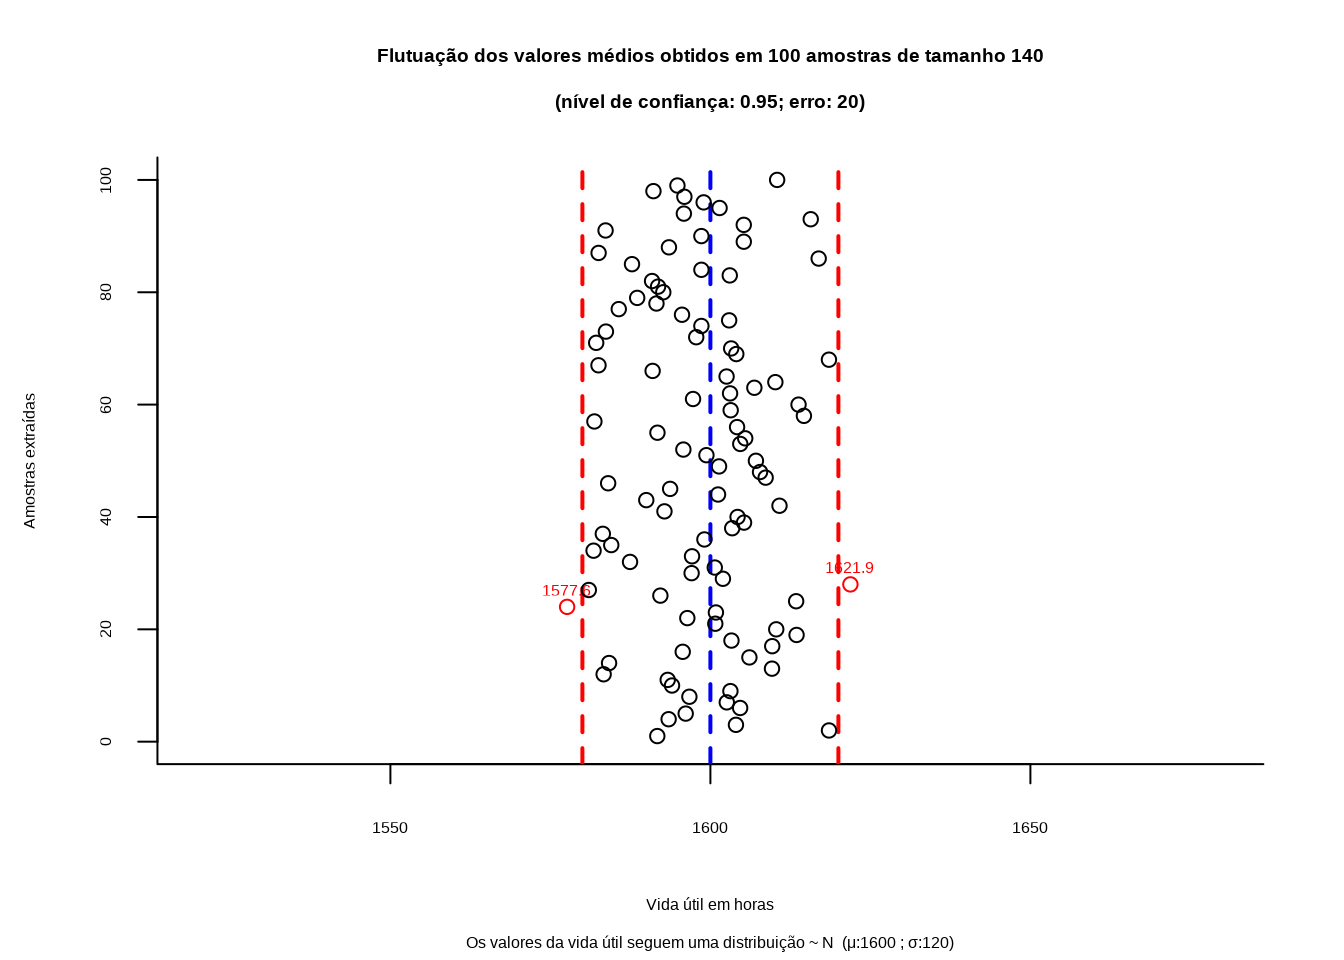 Flutuação dos valores médios obtidos em 100 amostras de tamanho 140
(nível de confiança: 0.95; erro: 20)
Amostras extraídas
100
80
60
40
20
0
1621.9
1577.6
1550
1600
1650
Vida útil em horas
Os valores da vida útil seguem uma distribuição ~ N  (μ:1600 ; σ:120)